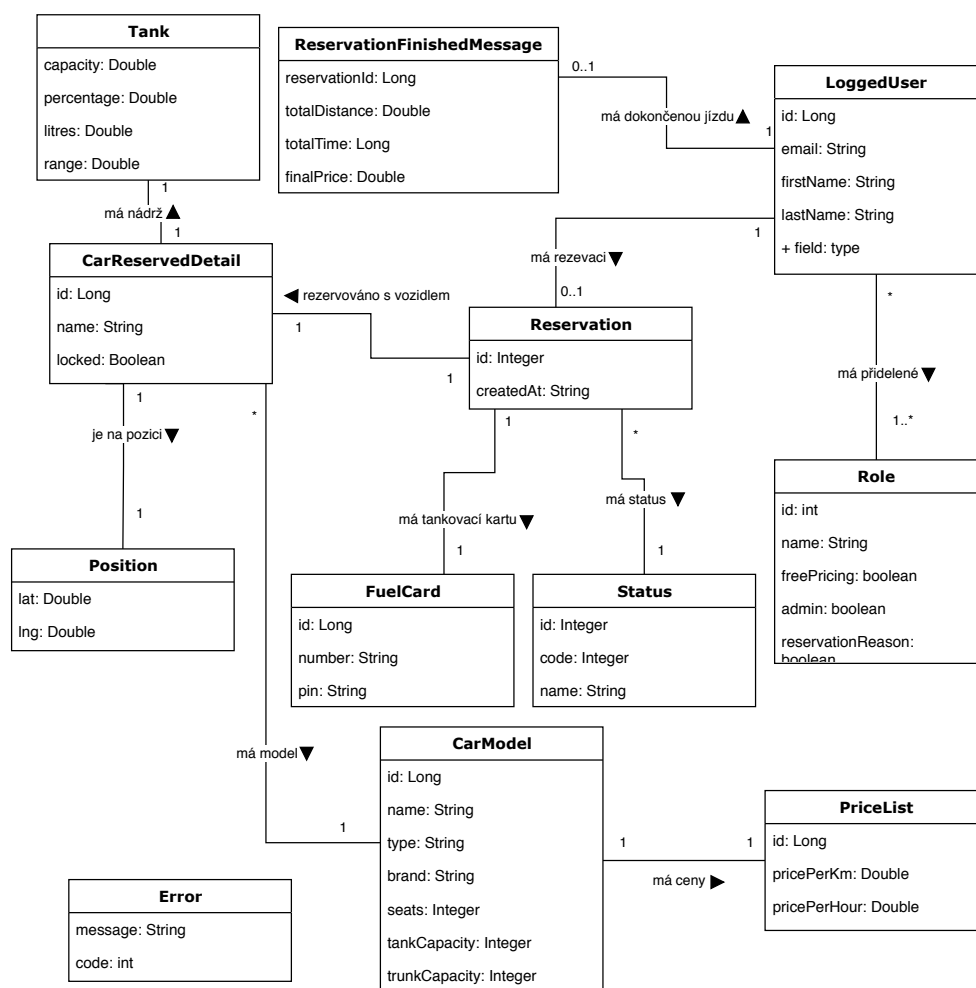 Tank
capacity: Double
percentage: Double
litres: Double
range: Double
1
má nádrž ▲
1
ReservationFinishedMessage
reservationId: Long
totalDistance: Double
totalTime: Long
finalPrice: Double
0..1
má dokončenou jízdu ▲
1
LoggedUser
id: Long
email: String
firstName: String
lastName: String
+ field: type
1
má rezevaci ▼
0..1
*
má přidelené ▼
1..*
CarReservedDetail
id: Long
name: String
locked: Boolean
◀ rezervováno s vozidlem
1
1
Reservation
id: Integer
createdAt: String
1
je na pozici ▼
1
*
1
má tankovací kartu ▼
1
*
má status ▼
1
Role
id: int
name: String
freePricing: boolean
admin: boolean
reservationReason:
boolean
Position
lat: Double
lng: Double
FuelCard
id: Long
number: String
pin: String
Status
id: Integer
code: Integer
name: String
má model ▼
1
CarModel
id: Long
name: String
type: String
brand: String
seats: Integer
tankCapacity: Integer
trunkCapacity: Integer
1
1
má ceny ▶
PriceList
id: Long
pricePerKm: Double
pricePerHour: Double
Error
message: String
code: int